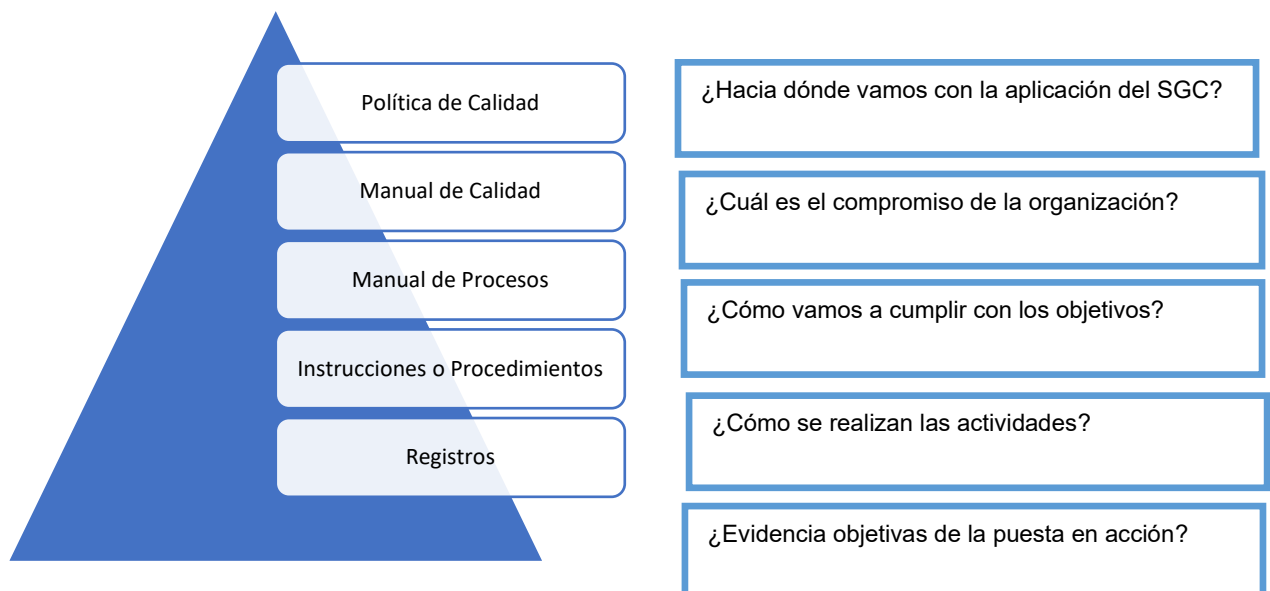 Política de Calidad
¿Hacia dónde vamos con la aplicación del SGC?
Manual de Calidad
¿Cuál es el compromiso de la organización?
Manual de Procesos
¿Cómo vamos a cumplir con los objetivos?
Instrucciones o Procedimientos
¿Cómo se realizan las actividades?
Registros
¿Evidencia objetivas de la puesta en acción?